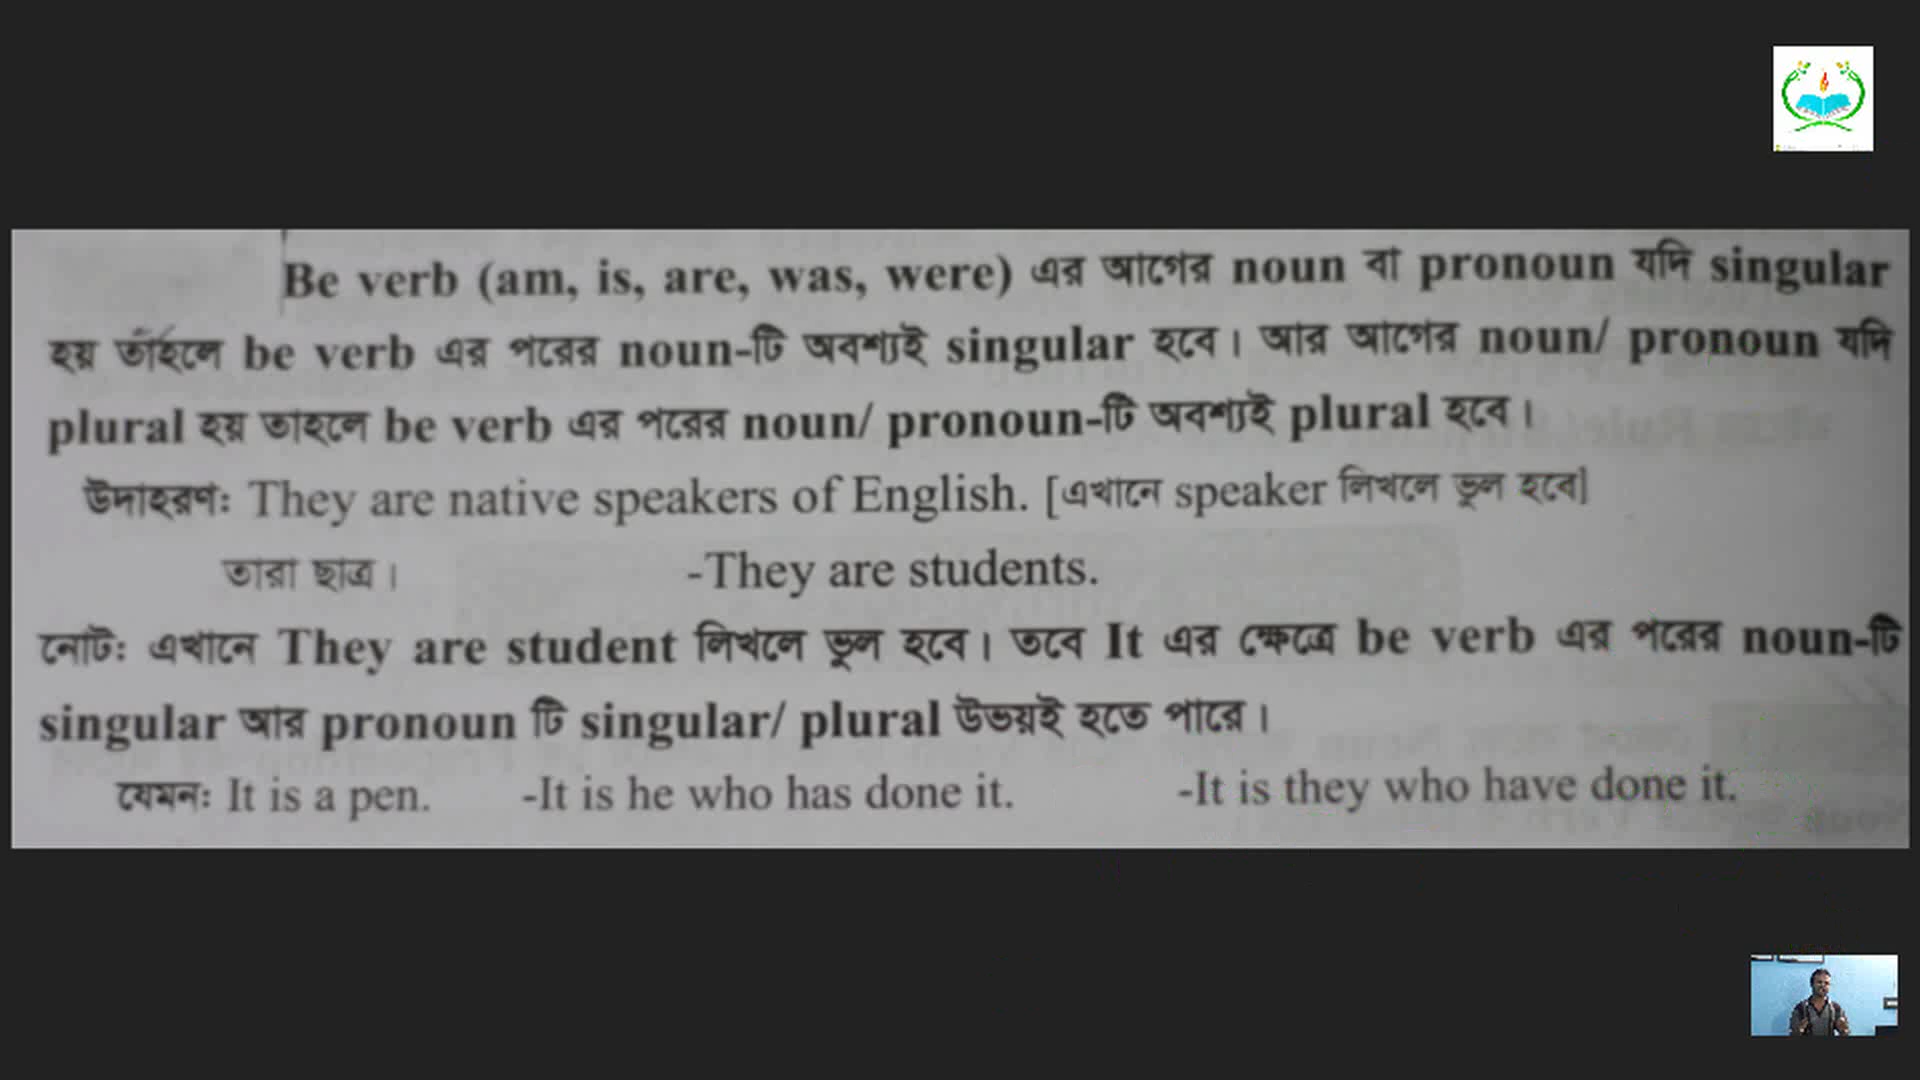 Be verb (am, is, are, was, were) এর আগের noun বা pronoun যদি singular
হয় তাঁহলে be verb এর পরের noun-টি অবশ্যই singular হবে। আর আগের noun/ pronoun যদি
plural হয় তাহলে be verb এর পরের noun/ pronoun-টি অবশ্যই plural হবে।
উদাহরণঃ They are native speakers of English. [এখানে speaker লিখলে ভুল হবে]
তারা ছাত্র। -They are students.
নোটঃ এখানে They are student লিখলে ভুল হবে। তবে It এর ক্ষেত্রে be verb এর পরের noun-টি
singular আর pronoun টি singular/ plural উভয়ই হতে পারে।
যেমনঃ It is a pen. -It is he who has done it. -It is they who have done it.